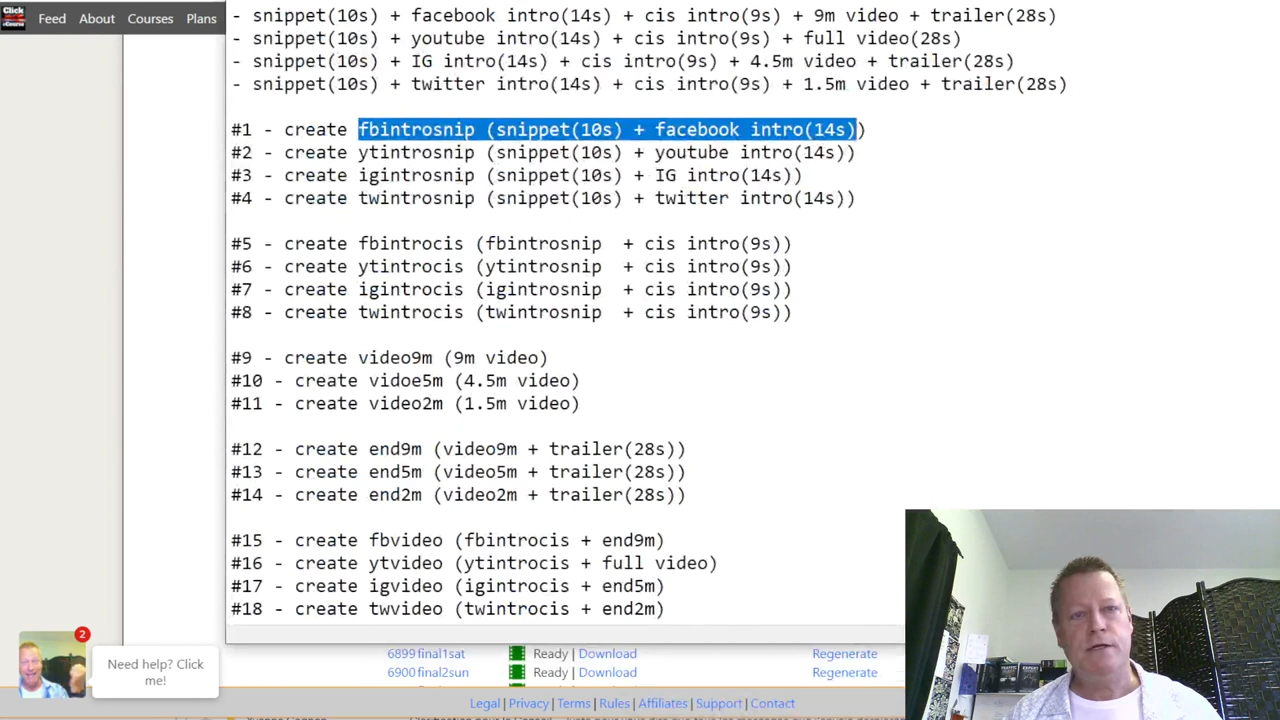 Feed About Courses Plans
- snippet(10s) + facebook intro(14s) + cis intro(9s) + 9m video + trailer(28s)
- snippet(10s) + youtube intro(14s) + cis intro(9s) + full video(28s)
- snippet(10s) + IG intro(14s) + cis intro(9s) + 4.5m video + trailer(28s)
- snippet(10s) + twitter intro(14s) + cis intro(9s) + 1.5m video + trailer(28s)
#1 - create fbintrosnip (snippet(10s) + facebook intro(14s))
#2 - create ytintrosnip (snippet(10s) + youtube intro(14s))
#3 - create igintrosnip (snippet(10s) + IG intro(14s))
#4 - create twintrosnip (snippet(10s) + twitter intro(14s))
#5 - create fbintrocis (fbintrosnip  + cis intro(9s))
#6 - create ytintrocis (ytintrosnip  + cis intro(9s))
#7 - create igintrocis (igintrosnip  + cis intro(9s))
#8 - create twintrocis (twintrosnip  + cis intro(9s))
#9 - create video9m (9m video)
#10 - create vidoe5m (4.5m video)
#11 - create video2m (1.5m video)
#12 - create end9m (video9m + trailer(28s))
#13 - create end5m (video5m + trailer(28s))
#14 - create end2m (video2m + trailer(28s))
#15 - create fbvideo (fbintrocis + end9m)
#16 - create ytvideo (ytintrocis + full video)
#17 - create igvideo (igintrocis + end5m)
#18 - create twvideo (twintrocis + end2m)
2
Need help? Click
me!
6899 final1sat Ready | Download Regenerate
6900 final2sun Ready | Download Regenerate
Legal | Privacy | Terms | Rules | Affiliates | Support | Contact